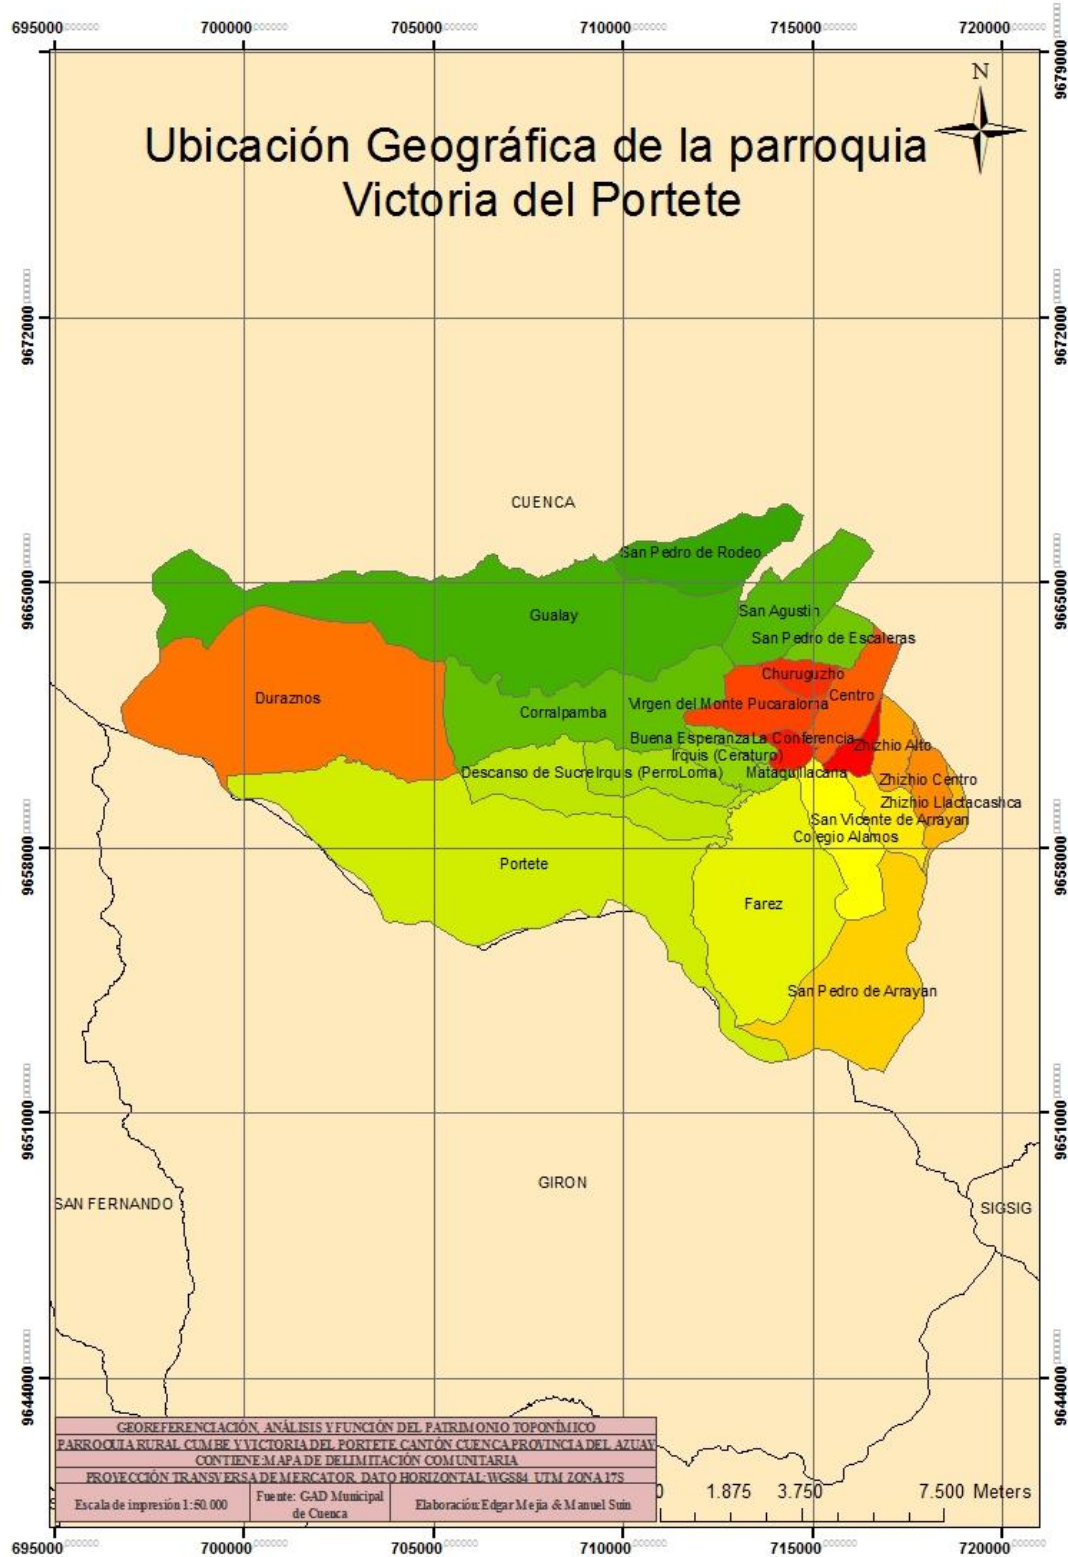 695000 700000 705000 710000 715000 720000
9679000
N
Ubicación Geográfica de la parroquia
Victoria del Portete
9672000 9672000
CUENCA
San Pedro de Rodeo
9665000 9665000
Gualay
San Agustin
San Pedro de Escaleras
Churuguzho
Duraznos
Centro
Virgen del Monte Pucaraloma
Corralpamba
Buena Esperanza
La Conferencia
Zhizhio Alto
Irquis (Ceraturo)
Descanso de Sucre
Irquis (PerroLoma)
Mataquillacana
Zhizhio Centro
Zhizhio Llactacashca
San Vicente de Arrayan
Colegio Alamos
9658000 9658000
Portete
Farez
San Pedro de Arrayan
9651000 9651000
GIRON
SAN FERNANDO
SIGSIG
9644000 9644000
GEOREFERENCIACIÓN, ANÁLISIS Y FUNCIÓN DEL PATRIMONIO TOPONÍMICO
PARROQUIA RURAL CUMBE Y VICTORIA DEL PORTETE CANTÓN CUENCA PROVINCIA DEL AZUAY
CONTIENE:MAPA DE DELIMITACIÓN COMUNITARIA
PROYECCIÓN TRANSVERSA DE MERCATOR, DATO HORIZONTAL: WGS84 UTM ZONA 17S
Escala de impresión 1:50.000
Fuente: GAD Municipal
de Cuenca
Elaboración: Edgar Mejia & Manuel Suin
0 1.875 3.750 7.500 Meters
695000 700000 705000 710000 715000 720000